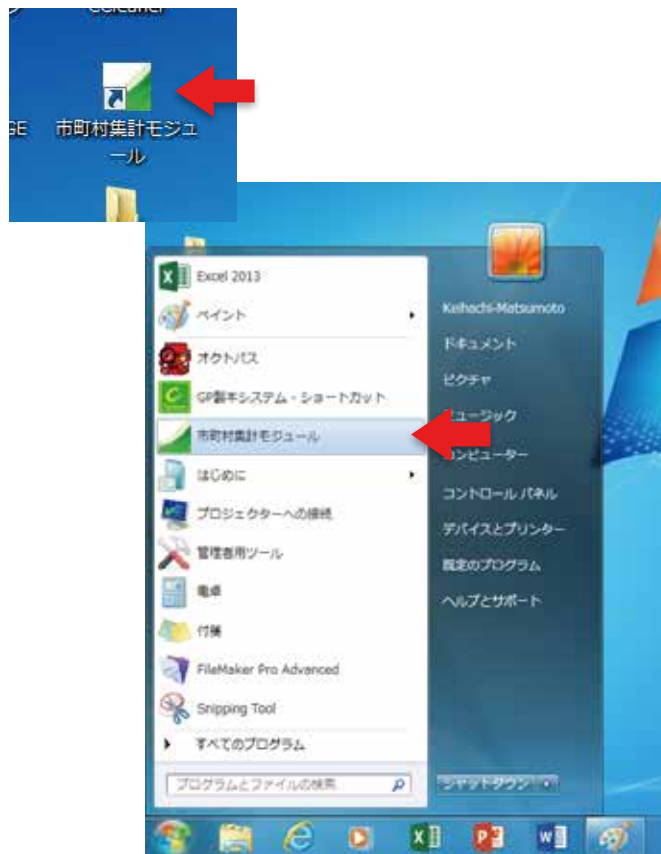 CCleaner
GE
市町村集計モジュ
ール
Excel 2013
ペイント
オクトパス
GP製本システム・ショートカット
市町村集計モジュール
はじめに
プロジェクターへの接続
管理者用ツール
電卓
付箋
FileMaker Pro Advanced
Snipping Tool
すべてのプログラム
プログラムとファイルの検索
Keihachi-Matsumoto
ドキュメント
ピクチャ
ミュージック
コンピューター
コントロール パネル
デバイスとプリンター
既定のプログラム
ヘルプとサポート
シャットダウン